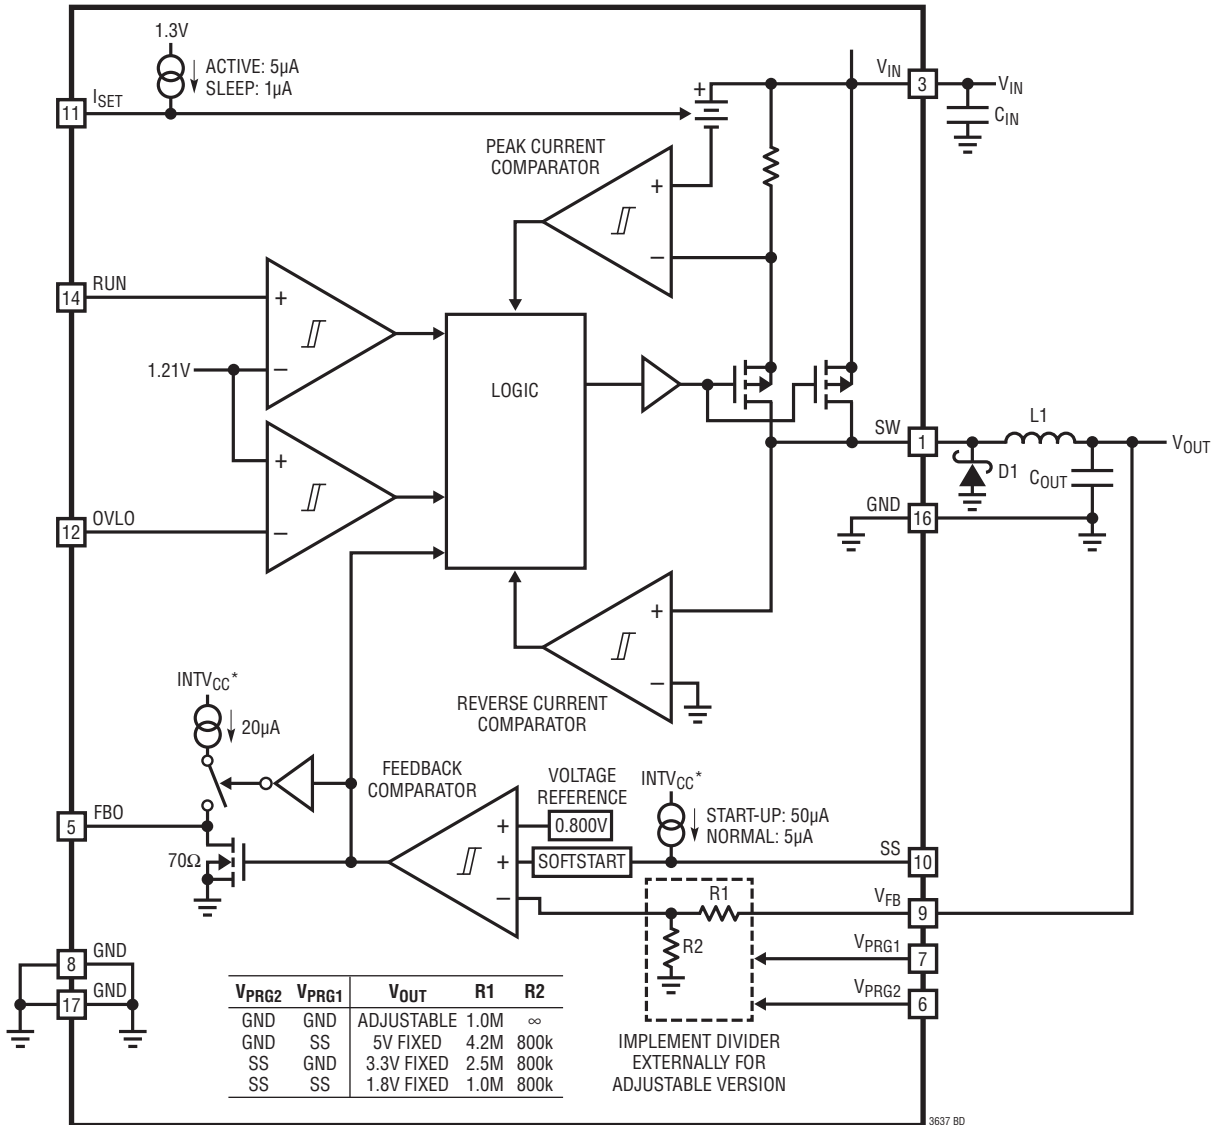 1.3V
ACTIVE: 5µA
SLEEP: 1µA
11
ISET
VIN
3
VIN
CIN
+
PEAK CURRENT
COMPARATOR
+
–
14
RUN
+
–
1.21V
LOGIC
+
–
12
OVLO
SW
1
L1
VOUT
D1
COUT
GND
16
+
–
REVERSE CURRENT
COMPARATOR
INTVCC*
20µA
FEEDBACK
COMPARATOR
VOLTAGE
REFERENCE
0.800V
INTVCC*
START-UP: 50µA
NORMAL: 5µA
5
FBO
70Ω
+
+
–
SOFTSTART
SS
10
R1
VFB
9
R2
VPRG1
7
VPRG2
6
8
GND
17
GND
VPRG2 VPRG1 VOUT R1 R2
GND GND ADJUSTABLE 1.0M ∞
GND SS 5V FIXED 4.2M 800k
SS GND 3.3V FIXED 2.5M 800k
SS SS 1.8V FIXED 1.0M 800k
IMPLEMENT DIVIDER
EXTERNALLY FOR
ADJUSTABLE VERSION
3637 BD